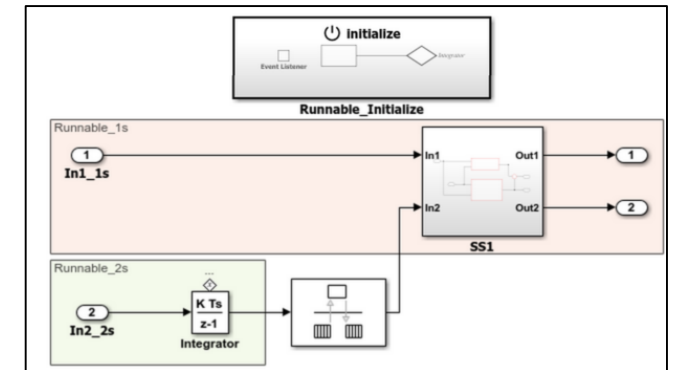 initialize
Event Listener
Integrator
Runnable_Initialize
Runnable_1s
1
In1_1s
In1
Out1
1
In2
Out2
2
SS1
Runnable_2s
...
2
In2_2s
K Ts
z-1
Integrator